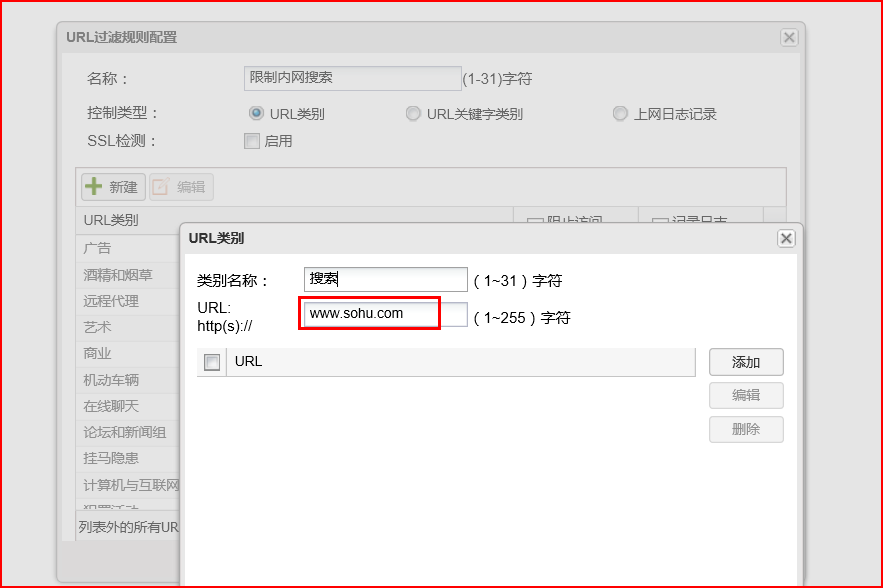 URL过滤规则配置
名称： 限制内网搜索 (1-31)字符
控制类型： URL类别 URL关键字类别 上网日志记录
SSL检测： 启用
新建 编辑
URL类别 阻止访问 记录日志
广告
酒精和烟草
远程代理
艺术
商业
机动车辆
在线聊天
论坛和新闻组
挂马隐患
计算机与互联网
列表外的所有UR
URL类别
类别名称： 搜索 ( 1~31 ) 字符
URL:
http(s):// www.sohu.com ( 1~255 ) 字符
URL 添加
编辑
删除